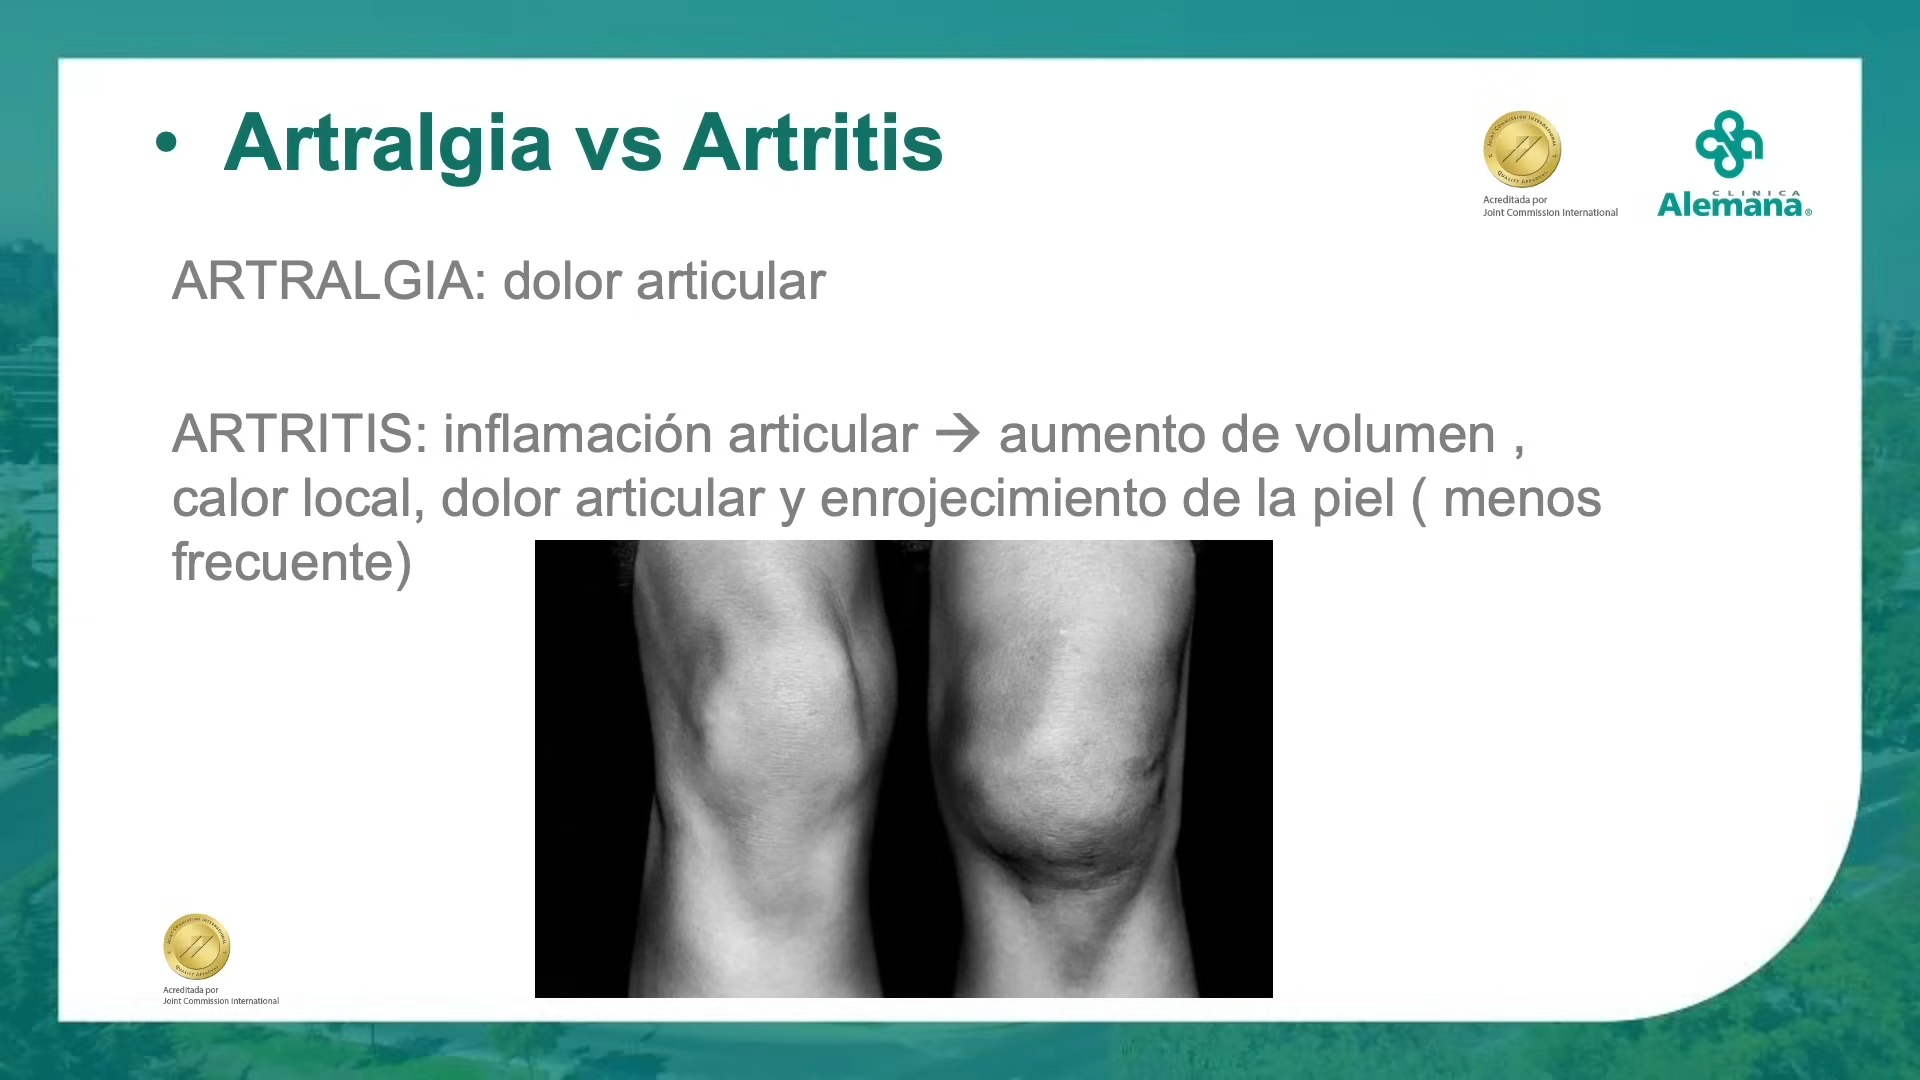 • Artralgia vs Artritis
Acreditada por
Joint Commission International
CLINICA
Alemana®
ARTRALGIA: dolor articular
ARTRITIS: inflamación articular → aumento de volumen ,
calor local, dolor articular y enrojecimiento de la piel ( menos
frecuente)
Acreditada por
Joint Commission International